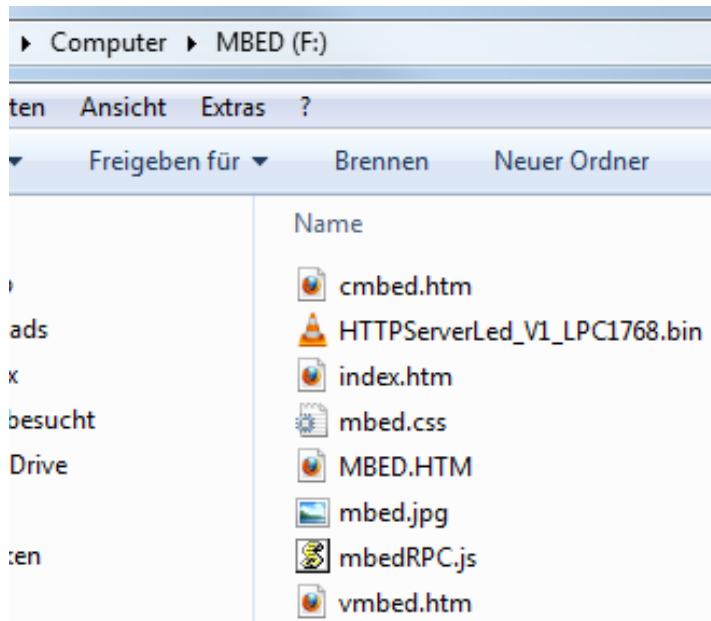 Computer MBED (F:)
ten Ansicht Extras ?
Freigeben für Brennen Neuer Ordner
Name
cmbed.htm
ads HTTPServerLed_V1_LPC1768.bin
x index.htm
besucht mbed.css
Drive MBED.HTM
mbed.jpg
ken mbedRPC.js
vmbed.htm